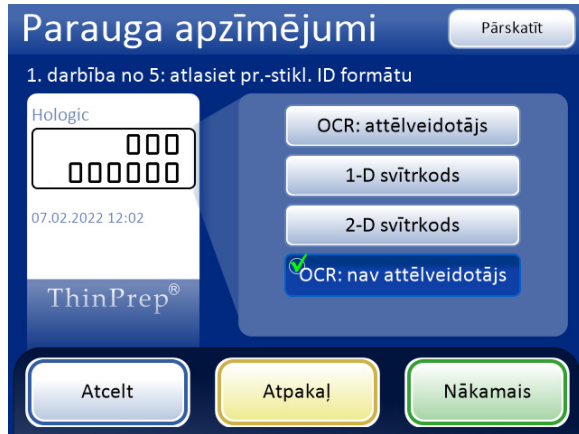 Parauga apzīmējumi
Pārskatīt
1. darbība no 5: atlasiet pr.-stikl. ID formātu
Hologic
000
000000
07.02.2022 12:02
ThinPrep®
OCR: attēlveidotājs
1-D svītrkods
2-D svītrkods
OCR: nav attēlveidotājs
Atcelt
Atpakaļ
Nākamais